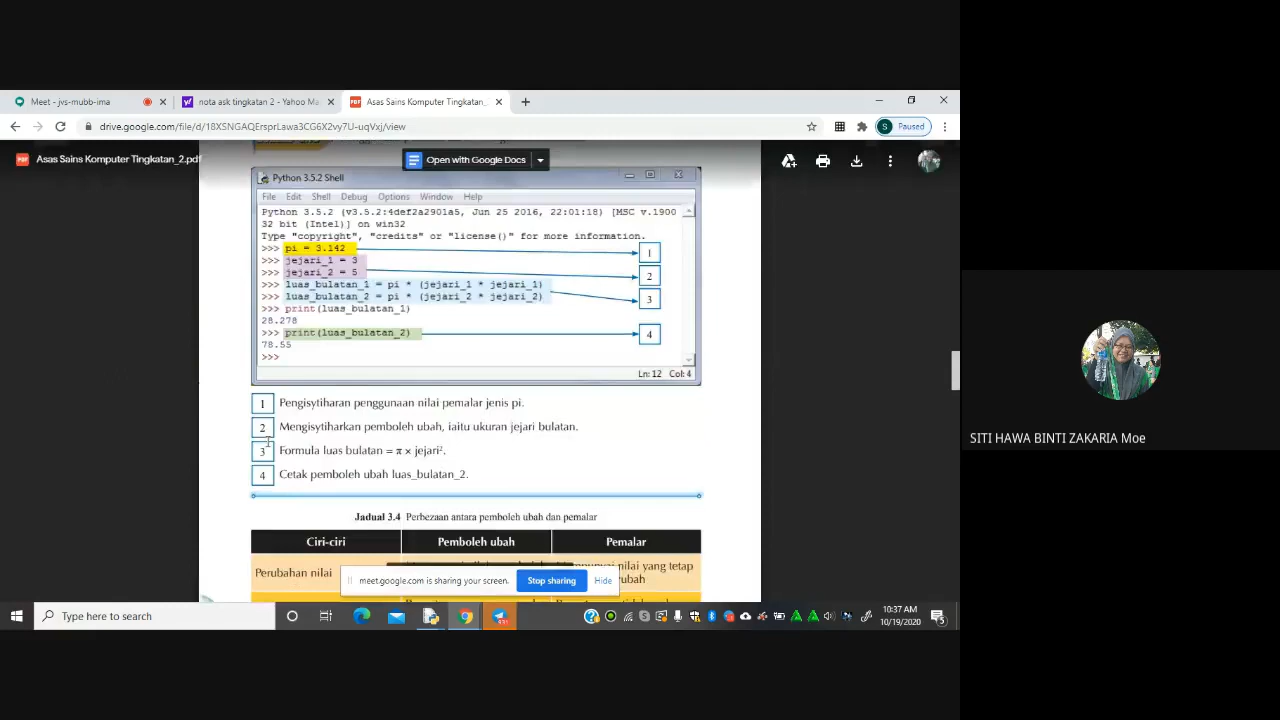 Meet - jvs-mubb-ima
nota ask tingkatan 2 - Yahoo Ma
Asas Sains Komputer Tingkatan_
drive.google.com/file/d/18XSNGAQErsprLawa3CG6X2vy7U-uqVxj/view
S
Paused
Asas Sains Komputer Tingkatan_2.pdf
Open with Google Docs
Python 3.5.2 Shell
File Edit Shell Debug Options Window Help
Python 3.5.2 (v3.5.2:4def2a2901a5, Jun 25 2016, 22:01:18) [MSC v.1900
32 bit (Intel)] on win32
Type "copyright", "credits" or "license()" for more information.
>>> pi = 3.142
>>> jejari_1 = 3
>>> jejari_2 = 5
>>> luas_bulatan_1 = pi * (jejari_1 * jejari_1)
>>> luas_bulatan_2 = pi * (jejari_2 * jejari_2)
>>> print(luas_bulatan_1)
28.278
>>> print(luas_bulatan_2)
78.55
>>>
1
2
3
4
Ln:12 Col:4
1 Pengisytiharan penggunaan nilai pemalar jenis pi.
2 Mengisytiharkan pemboleh ubah, iaitu ukuran jejari bulatan.
3 Formula luas bulatan = π × jejari².
4 Cetak pemboleh ubah luas_bulatan_2.
Jadual 3.4 Perbezaan antara pemboleh ubah dan pemalar
Ciri-ciri Pemboleh ubah Pemalar
Perubahan nilai
nilai yang tetap
meet.google.com is sharing your screen.
Stop sharing
Hide
Type here to search
10:37 AM
10/19/2020
SITI HAWA BINTI ZAKARIA Moe